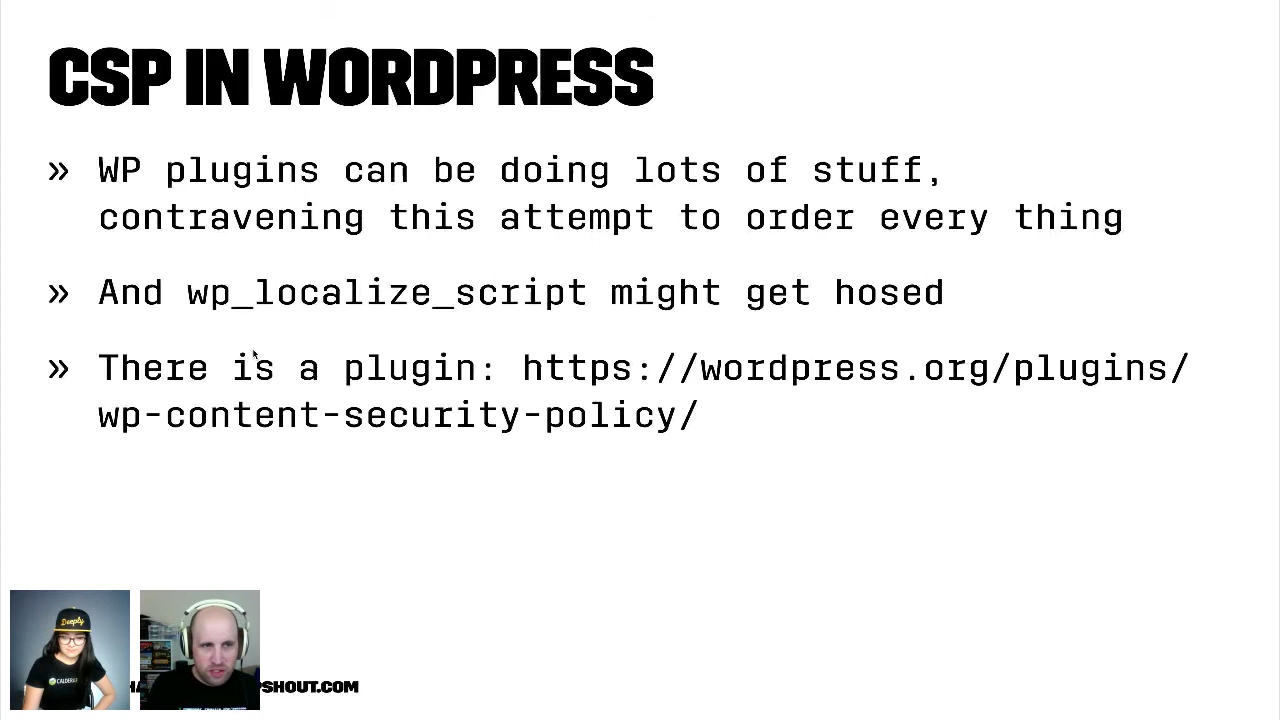 CSP IN WORDPRESS
» WP plugins can be doing lots of stuff,
contravening this attempt to order every thing
» And wp_localize_script might get hosed
» There is a plugin: https://wordpress.org/plugins/
wp-content-security-policy/
Deeply
PSHOUT.COM